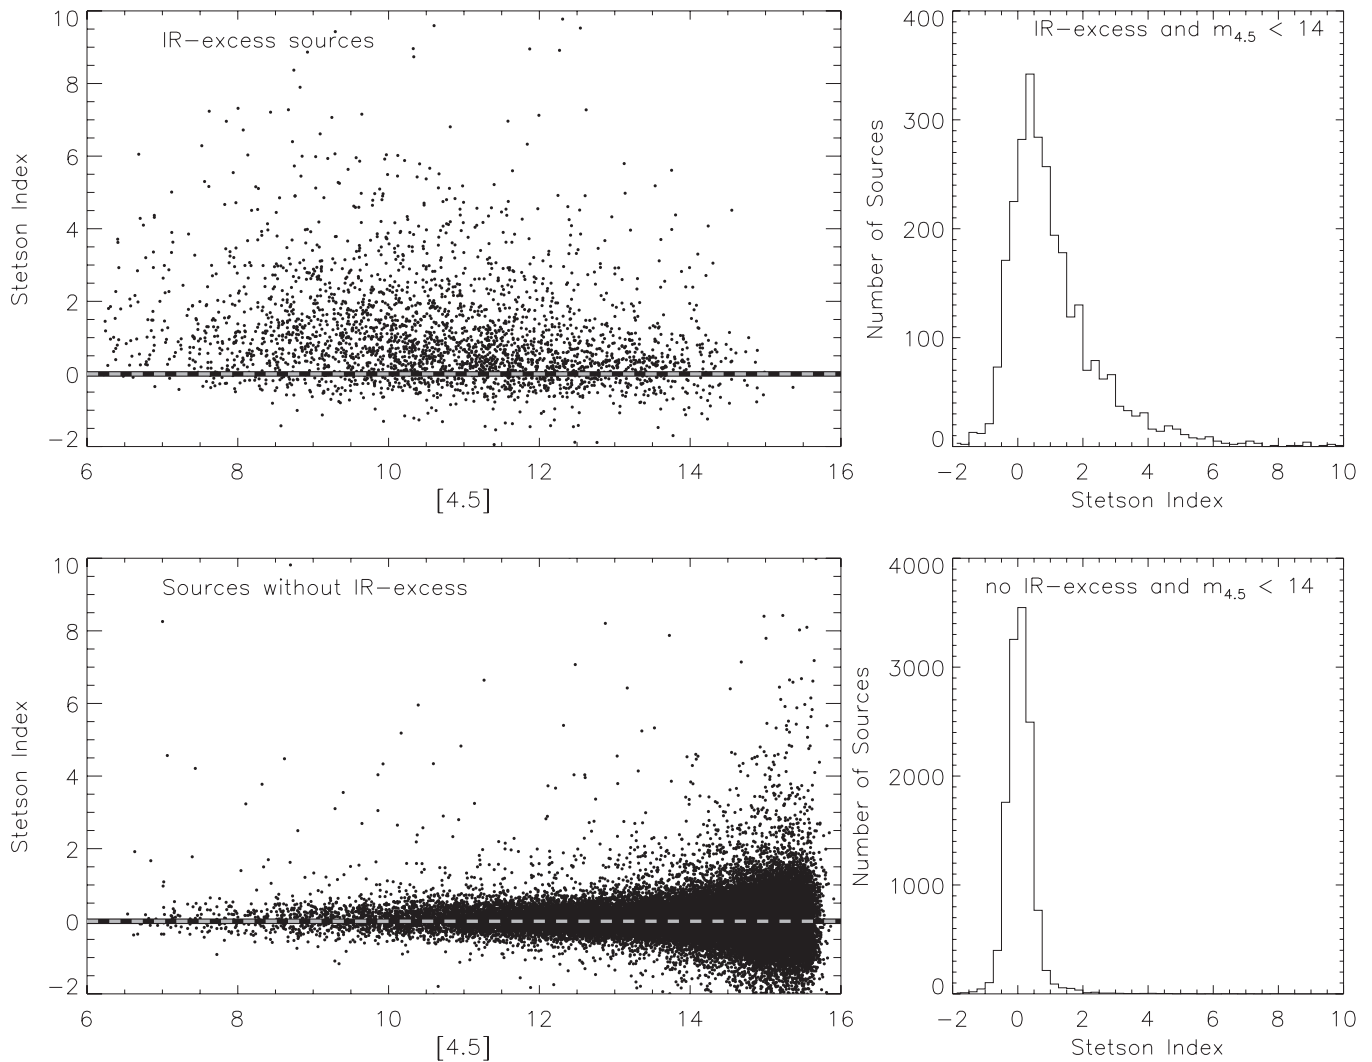 IR-excess sources
10
8
6
4
2
0
-2
Stetson Index
6 8 10 12 14 16
[4.5]
IR-excess and m4.5 < 14
400
300
200
100
0
Number of Sources
-2 0 2 4 6 8 10
Stetson Index
Sources without IR-excess
10
8
6
4
2
0
-2
Stetson Index
6 8 10 12 14 16
[4.5]
no IR-excess and m4.5 < 14
4000
3000
2000
1000
0
Number of Sources
-2 0 2 4 6 8 10
Stetson Index